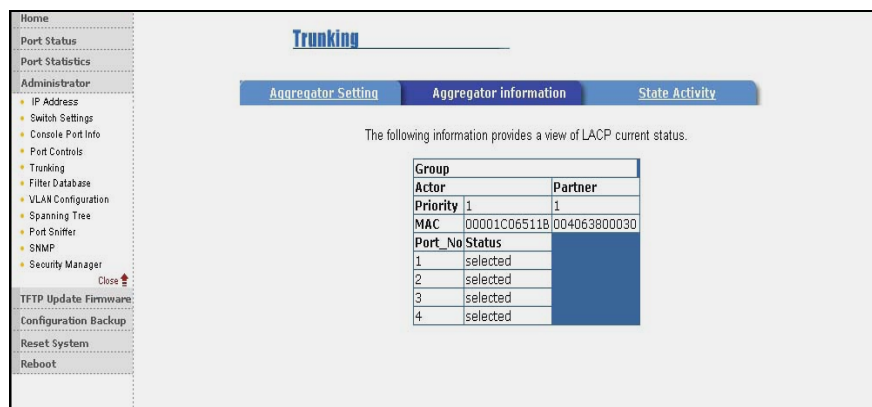 Home
Port Status
Port Statistics
Administrator
IP Address
Switch Settings
Console Port Info
Port Controls
Trunking
Filter Database
VLAN Configuration
Spanning Tree
Port Sniffer
SNMP
Security Manager
Close
TFTP Update Firmware
Configuration Backup
Reset System
Reboot
Trunking
Aggregator Setting Aggregator information State Activity
The following information provides a view of LACP current status.
Group
Actor Partner
Priority 1 1
MAC 00001C06511B 004063800030
Port_No Status
1 selected
2 selected
3 selected
4 selected